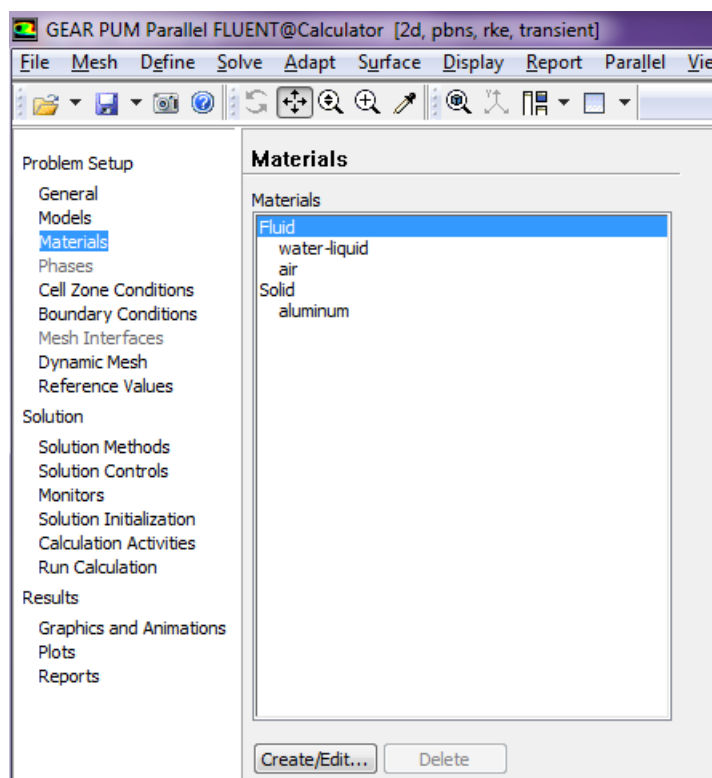 GEAR PUM Parallel FLUENT@Calculator [2d, pbns, rke, transient]
File Mesh Define Solve Adapt Surface Display Report Parallel Vie
Problem Setup
General
Models
Materials
Phases
Cell Zone Conditions
Boundary Conditions
Mesh Interfaces
Dynamic Mesh
Reference Values
Solution
Solution Methods
Solution Controls
Monitors
Solution Initialization
Calculation Activities
Run Calculation
Results
Graphics and Animations
Plots
Reports
Materials
Materials
Fluid
water-liquid
air
Solid
aluminum
Create/Edit... Delete